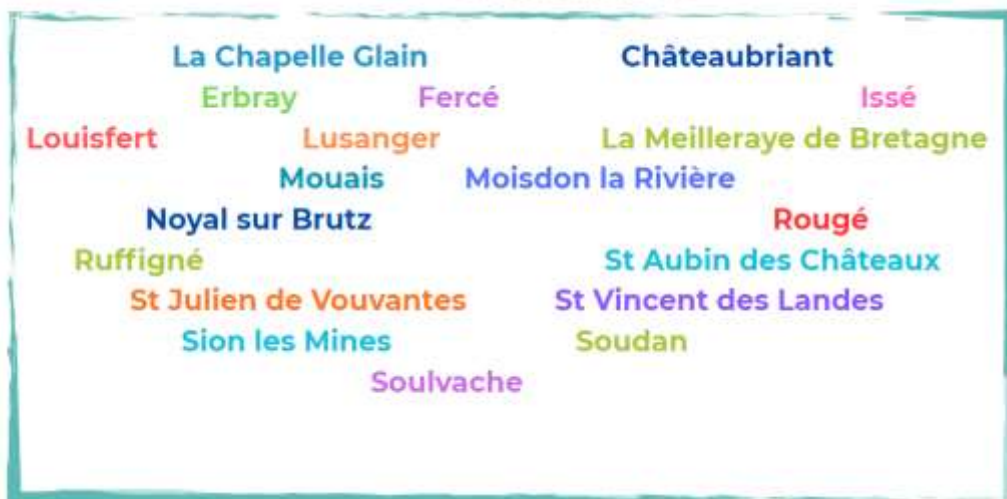 La Chapelle Glain Châteaubriant
Erbray Fercé Issé
Louisfert Lusanger La Meilleraye de Bretagne
Mouais Moisdon la Rivière
Noyal sur Brutz Rougé
Ruffigné St Aubin des Châteaux
St Julien de Vouvantes St Vincent des Landes
Sion les Mines Soudan
Soulvache